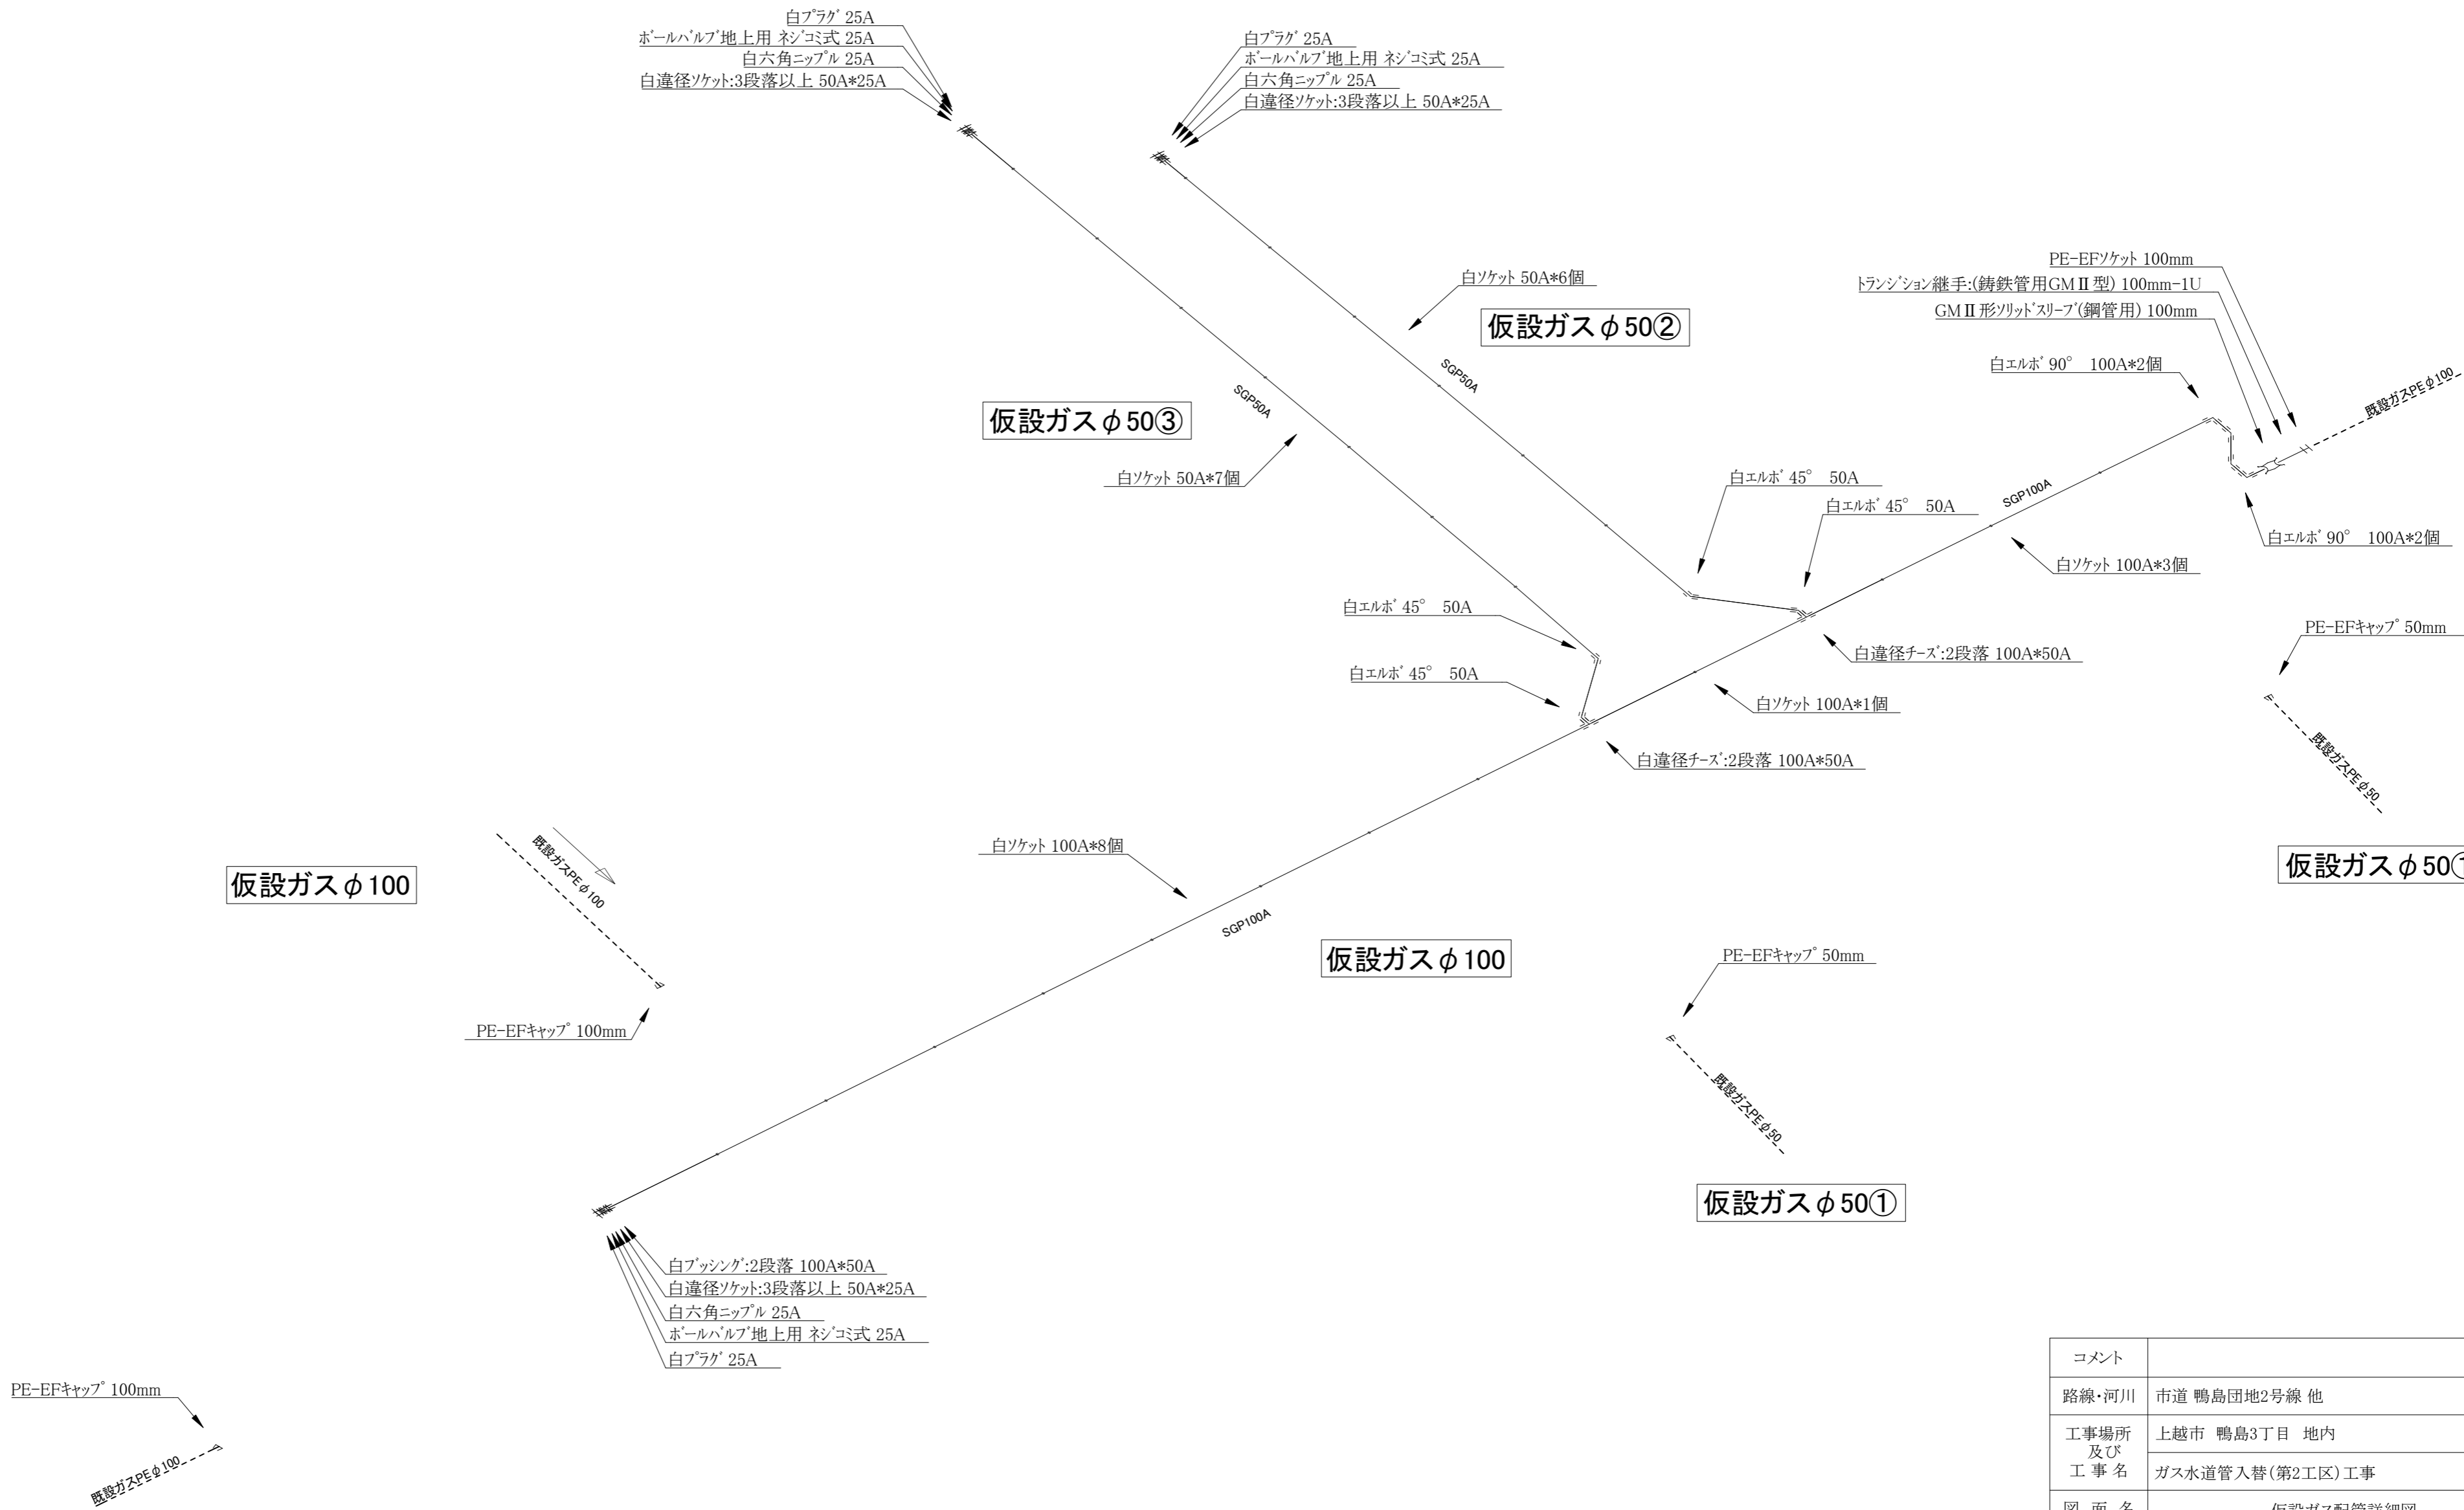 白プラグ 25A
ボールバルブ地上用 ネジコミ式 25A
白六角ニップル 25A
白違径ソケット:3段落以上 50A*25A
白プラグ 25A
ボールバルブ地上用 ネジコミ式 25A
白六角ニップル 25A
白違径ソケット:3段落以上 50A*25A
白ソケット 50A*6個
仮設ガスφ50②
SGP50A
PE-EFソケット 100mm
トランジション継手:(鋳鉄管用GMⅡ型) 100mm-1U
GMⅡ形ソリッドスリーブ(鋼管用) 100mm
白エルボ 90° 100A*2個
既設ガスPEφ100
仮設ガスφ50③
SGP50A
白ソケット 50A*7個
白エルボ 45° 50A
白エルボ 45° 50A
SGP100A
白エルボ 90° 100A*2個
白ソケット 100A*3個
白エルボ 45° 50A
白エルボ 45° 50A
白違径チーズ:2段落 100A*50A
白ソケット 100A*1個
白違径チーズ:2段落 100A*50A
PE-EFキャップ 50mm
既設ガスPEφ50
仮設ガスφ50①
仮設ガスφ100
既設ガスPEφ100
PE-EFキャップ 100mm
白ソケット 100A*8個
SGP100A
仮設ガスφ100
PE-EFキャップ 50mm
既設ガスPEφ50
仮設ガスφ50①
白ブッシング:2段落 100A*50A
白違径ソケット:3段落以上 50A*25A
白六角ニップル 25A
ボールバルブ地上用 ネジコミ式 25A
白プラグ 25A
PE-EFキャップ 100mm
既設ガスPEφ100
コメント
路線・河川 市道 鴨島団地2号線 他
工事場所
及び
工 事 名
上越市 鴨島3丁目 地内
ガス水道管入替(第2工区)工事
図 面 名 仮設ガス配管詳細図